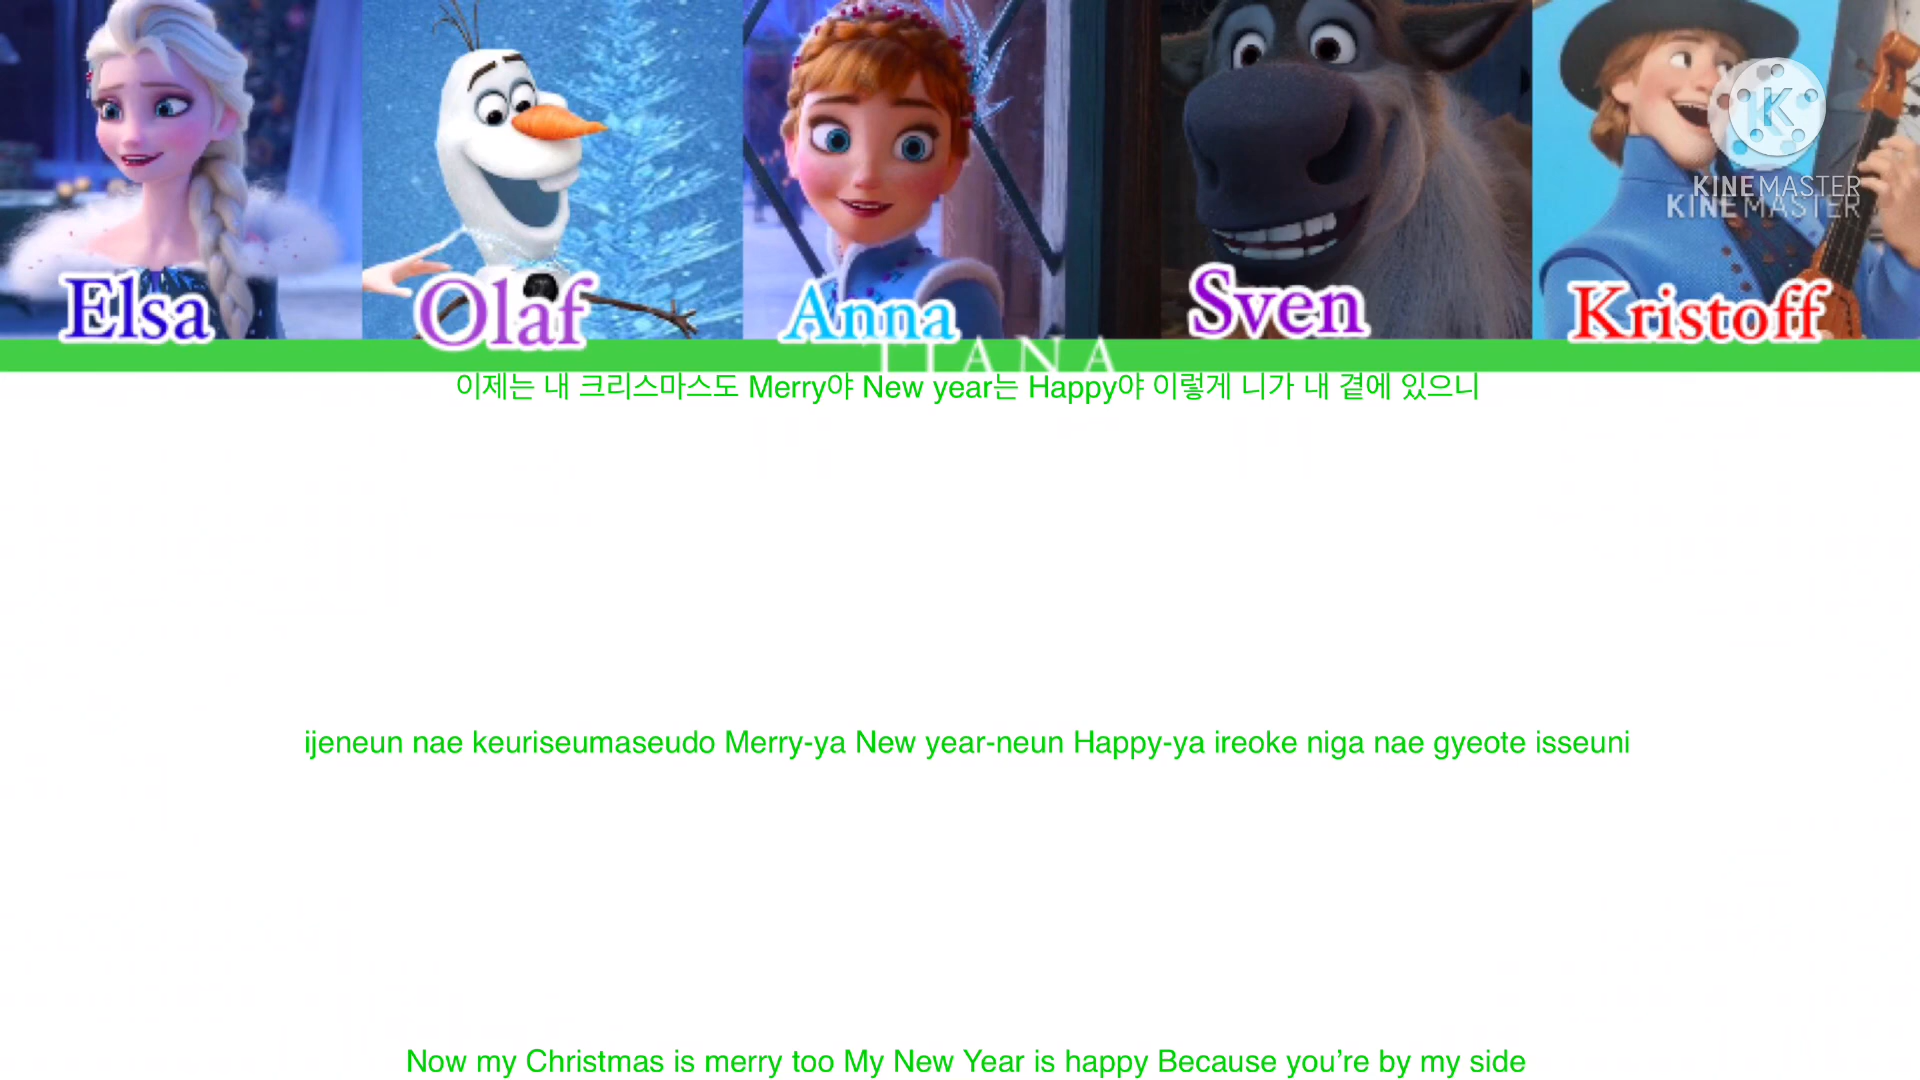 KINEMASTER
KINEMASTER
Elsa
Olaf
Anna
Sven
Kristoff
TIANA
이제는 내 크리스마스도 Merry야 New year는 Happy야 이렇게 니가 내 곁에 있으니
ijeneun nae keuriseumaseudo Merry-ya New year-neun Happy-ya ireoke niga nae gyeote isseuni
Now my Christmas is merry too My New Year is happy Because you’re by my side